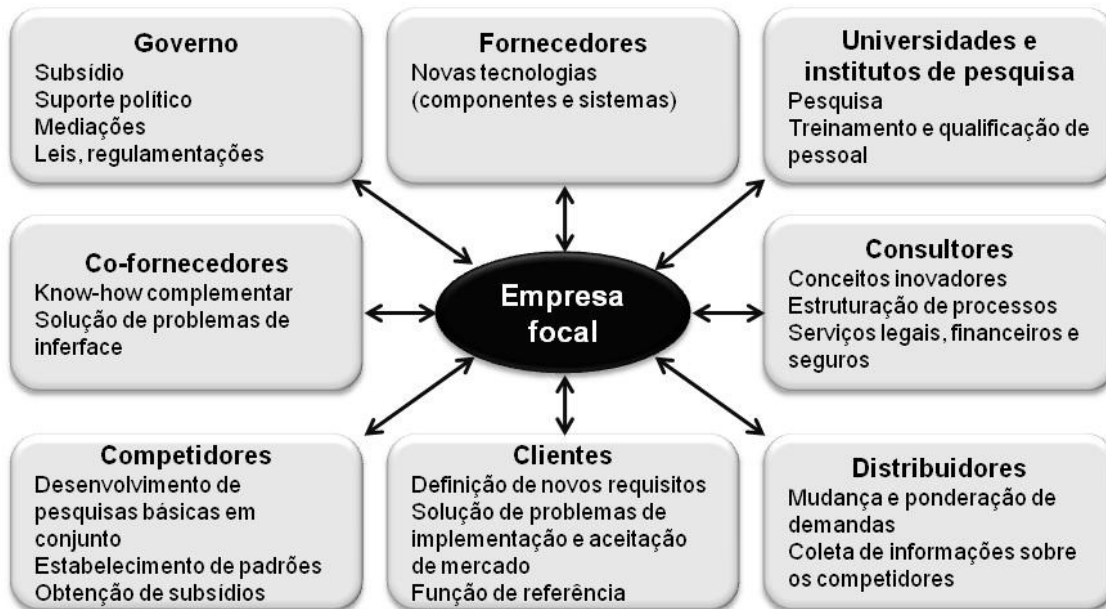 Governo
Subsídio
Suporte político
Mediações
Leis, regulamentações
Fornecedores
Novas tecnologias
(componentes e sistemas)
Universidades e
institutos de pesquisa
Pesquisa
Treinamento e qualificação de
pessoal
Co-fornecedores
Know-how complementar
Solução de problemas de
inferface
Empresa
focal
Consultores
Conceitos inovadores
Estruturação de processos
Serviços legais, financeiros e
seguros
Competidores
Desenvolvimento de
pesquisas básicas em
conjunto
Estabelecimento de padrões
Obtenção de subsídios
Clientes
Definição de novos requisitos
Solução de problemas de
implementação e aceitação
de mercado
Função de referência
Distribuidores
Mudança e ponderação de
demandas
Coleta de informações sobre
os competidores